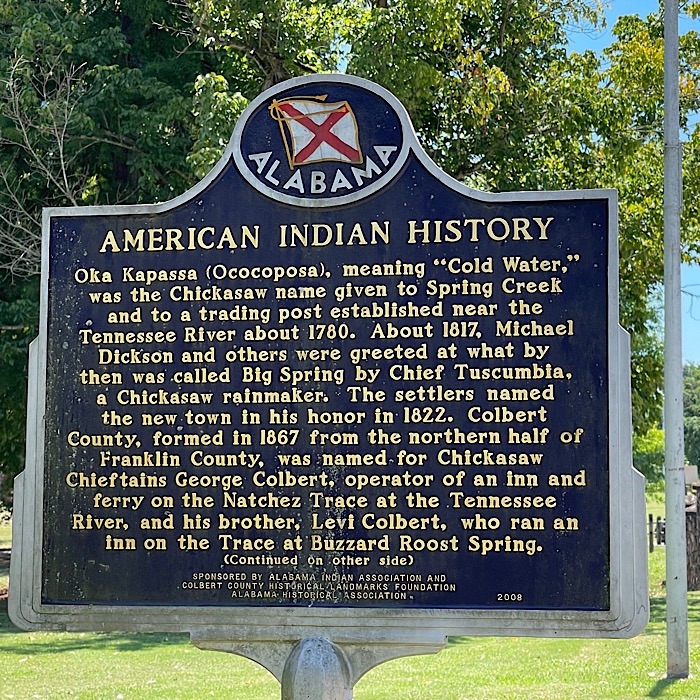 ALABAMA
AMERICAN INDIAN HISTORY
Oka Kapassa (Ococoposa), meaning “Cold Water,”
was the Chickasaw name given to Spring Creek
and to a trading post established near the
Tennessee River about 1780. About 1817, Michael
Dickson and others were greeted at what by
then was called Big Spring by Chief Tuscumbia,
a Chickasaw rainmaker. The settlers named
the new town in his honor in 1822. Colbert
County, formed in 1867 from the northern half of
Franklin County, was named for Chickasaw
Chieftains George Colbert, operator of an inn and
ferry on the Natchez Trace at the Tennessee
River, and his brother, Levi Colbert, who ran an
inn on the Trace at Buzzard Roost Spring.
(Continued on other side)
SPONSORED BY ALABAMA INDIAN ASSOCIATION AND
COLBERT COUNTY HISTORICAL LANDMARKS FOUNDATION
ALABAMA HISTORICAL ASSOCIATION 2008